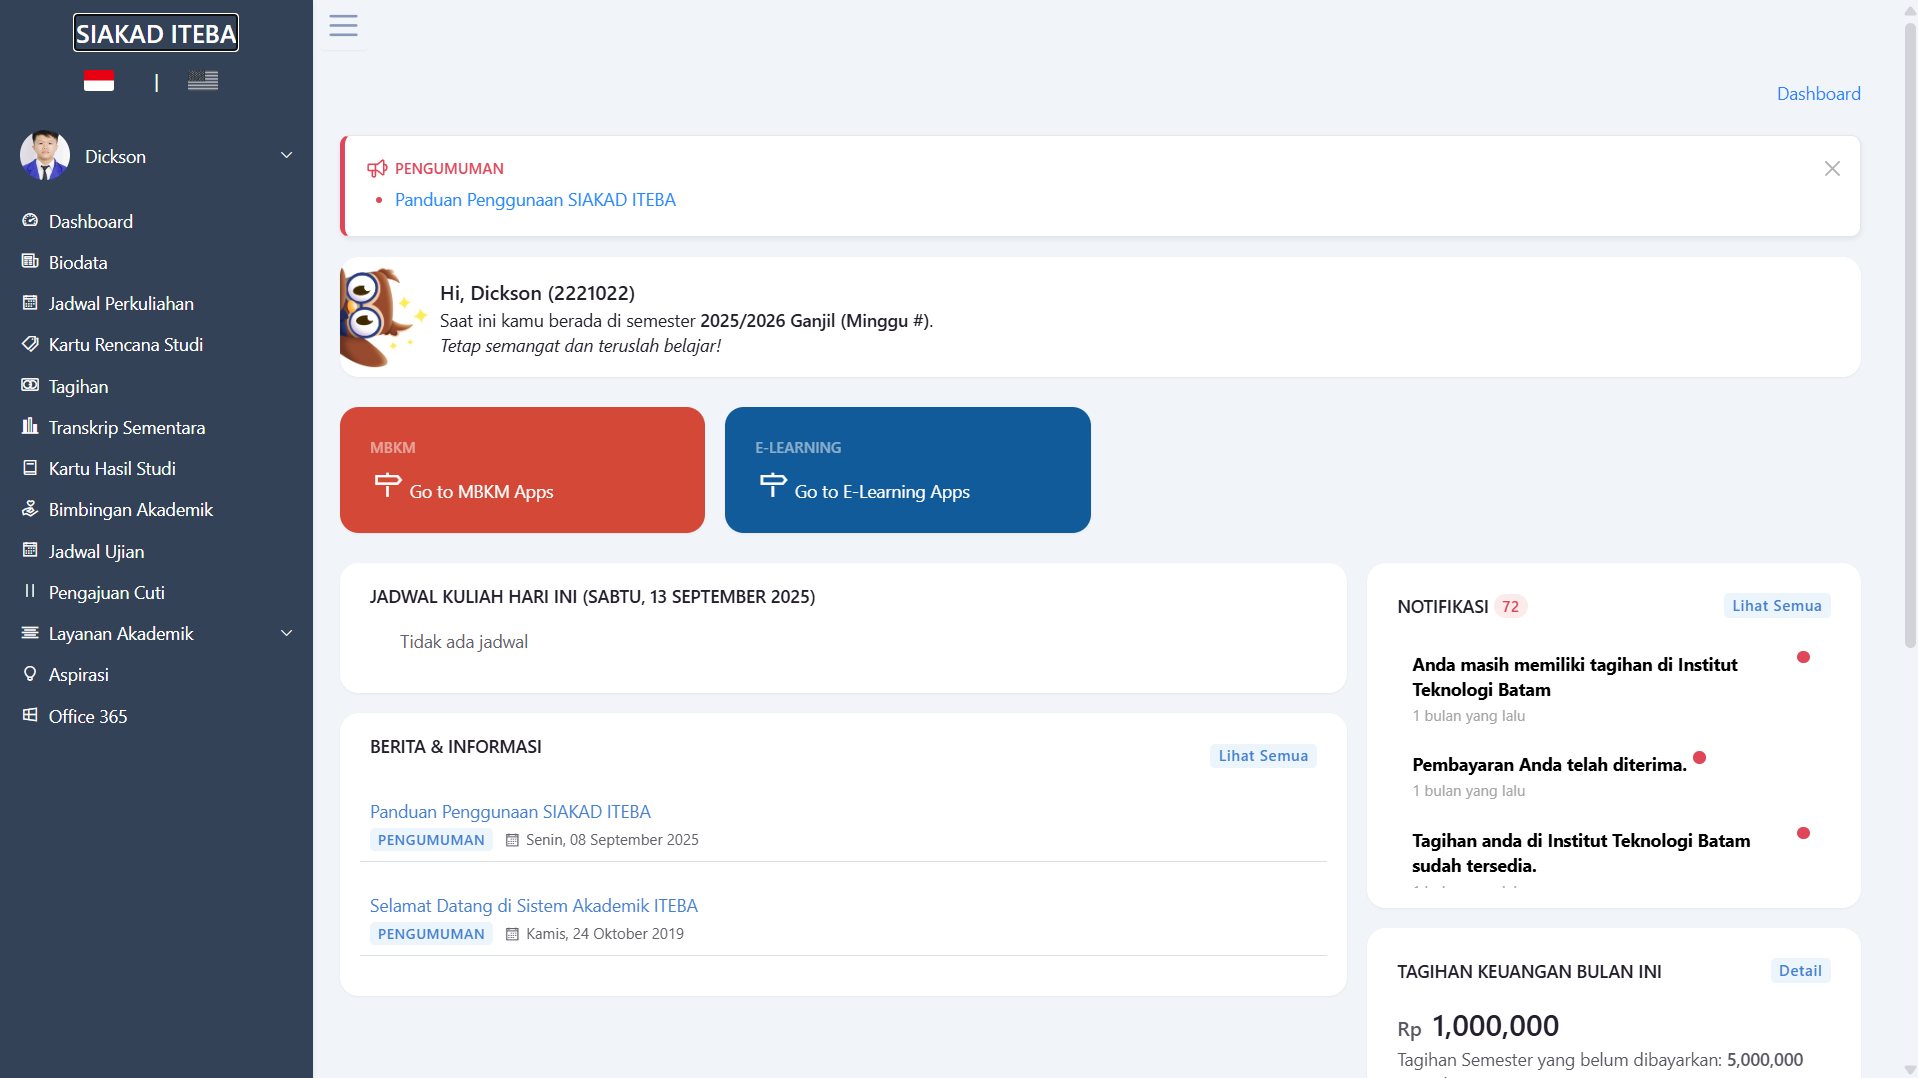 SIAKAD ITEBA
|
Dickson
Dashboard
Biodata
Jadwal Perkuliahan
Kartu Rencana Studi
Tagihan
Transkrip Sementara
Kartu Hasil Studi
Bimbingan Akademik
Jadwal Ujian
Pengajuan Cuti
Layanan Akademik
Aspirasi
Office 365
Dashboard
PENGUMUMAN
• Panduan Penggunaan SIAKAD ITEBA
Hi, Dickson (2221022)
Saat ini kamu berada di semester 2025/2026 Ganjil (Minggu #).
Tetap semangat dan teruslah belajar!
MBKM
Go to MBKM Apps
E-LEARNING
Go to E-Learning Apps
JADWAL KULIAH HARI INI (SABTU, 13 SEPTEMBER 2025)
Tidak ada jadwal
BERITA & INFORMASI
Lihat Semua
Panduan Penggunaan SIAKAD ITEBA
PENGUMUMAN Senin, 08 September 2025
Selamat Datang di Sistem Akademik ITEBA
PENGUMUMAN Kamis, 24 Oktober 2019
NOTIFIKASI 72
Lihat Semua
Anda masih memiliki tagihan di Institut
Teknologi Batam
1 bulan yang lalu
Pembayaran Anda telah diterima.
1 bulan yang lalu
Tagihan anda di Institut Teknologi Batam
sudah tersedia.
TAGIHAN KEUANGAN BULAN INI
Detail
Rp 1,000,000
Tagihan Semester yang belum dibayarkan: 5,000,000